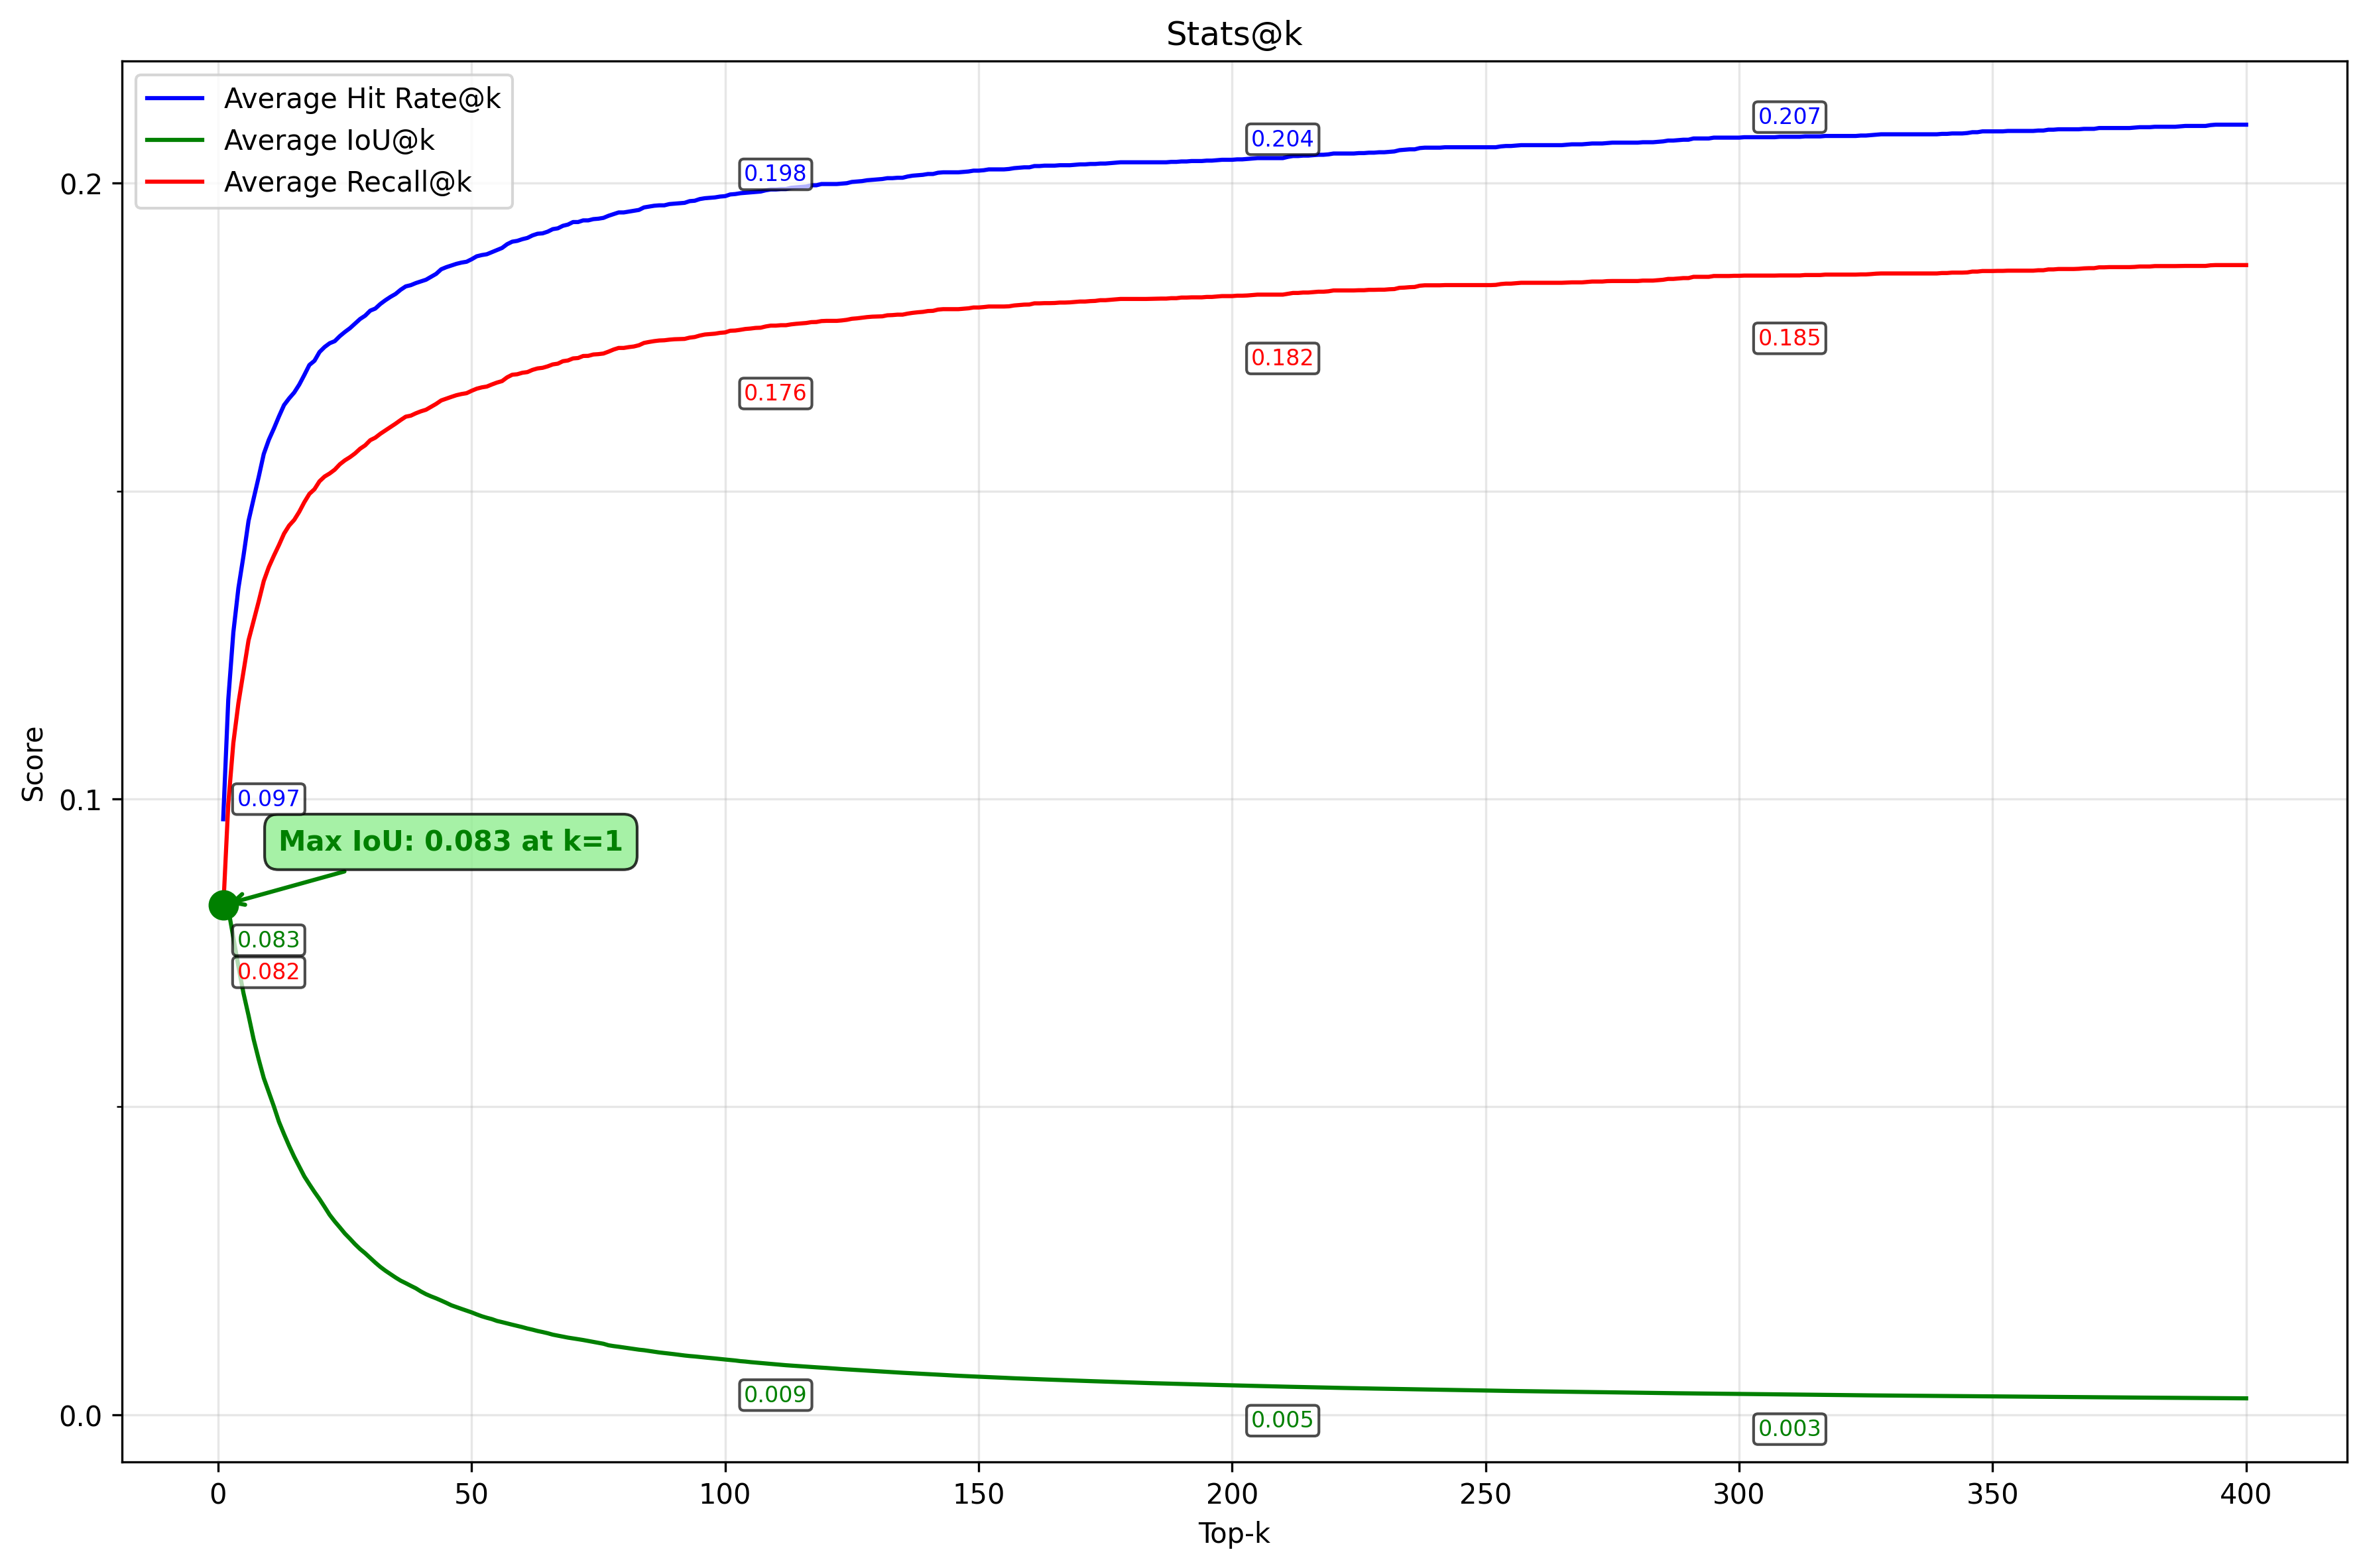 Stats@k
Average Hit Rate@k
Average IoU@k
Average Recall@k
0.207
0.204
0.198
0.2
0.185
0.182
0.176
Score
0.1
0.097
Max IoU: 0.083 at k=1
0.083
0.082
0.009
0.005
0.003
0.0
0 50 100 150 200 250 300 350 400
Top-k